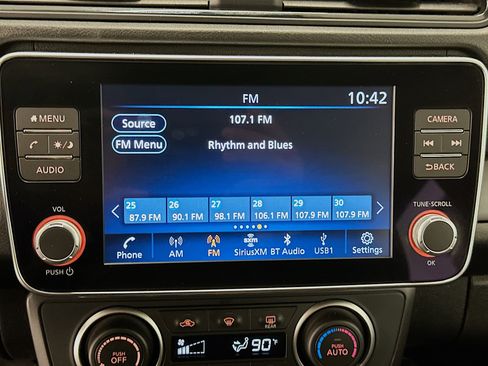 FM 10:42
MENU
CAMERA
Source
107.1 FM
FM Menu
Rhythm and Blues
AUDIO
BACK
25 26 27 28 29 30
87.9 FM 90.1 FM 98.1 FM 106.1 FM 107.9 FM 107.9 FM
VOL
TUNE·SCROLL
Phone AM FM SiriusXM BT Audio USB1 Settings
sxm
PUSH
OK
REAR
PUSH OFF
90°F
PUSH AUTO